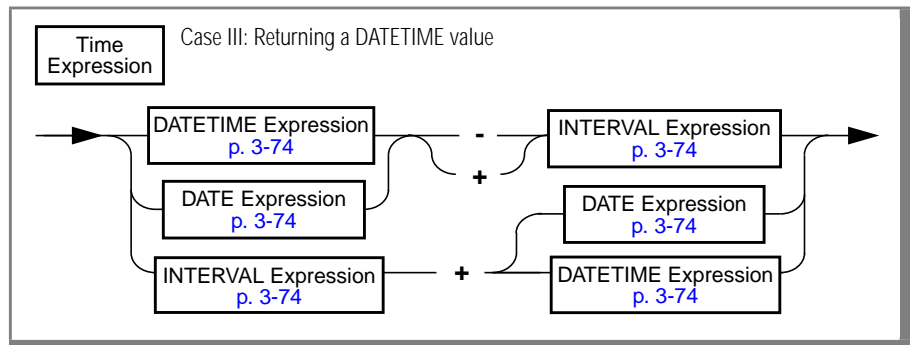 Time
Expression
Case III: Returning a DATETIME value
DATETIME Expression
p. 3-74
-
+
INTERVAL Expression
p. 3-74
DATE Expression
p. 3-74
DATE Expression
p. 3-74
INTERVAL Expression
p. 3-74
+
DATETIME Expression
p. 3-74